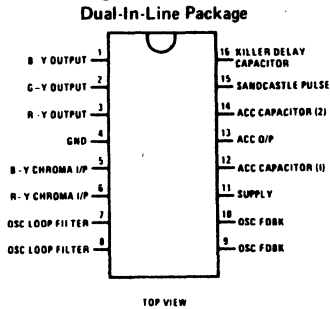 Dual-In-Line Package
B-Y OUTPUT 1
G-Y OUTPUT 2
R-Y OUTPUT 3
GND 4
B-Y CHROMA I/P 5
R-Y CHROMA I/P 6
OSC LOOP FILTER 7
OSC LOOP FILTER 8
16 KILLER DELAY
CAPACITOR
15 SANDCASTLE PULSE
14 ACC CAPACITOR (2)
13 ACC O/P
12 ACC CAPACITOR (1)
11 SUPPLY
10 OSC FDBK
9 OSC FDBK
TOP VIEW